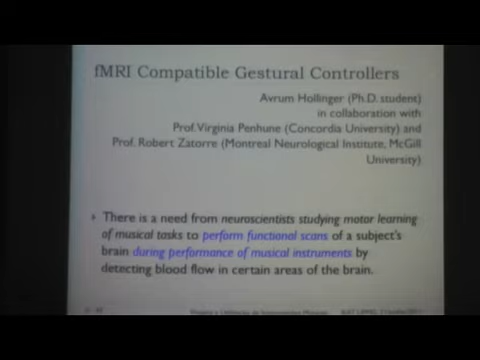 fMRI Compatible Gestural Controllers
Avrum Hollinger (Ph.D. student)
in collaboration with
Prof. Virginia Penhune (Concordia University) and
Prof. Robert Zatorre (Montreal Neurological Institute, McGill
University)
There is a need from neuroscientists studying motor learning
of musical tasks to perform functional scans of a subject's
brain during performance of musical instruments by
detecting blood flow in certain areas of the brain.